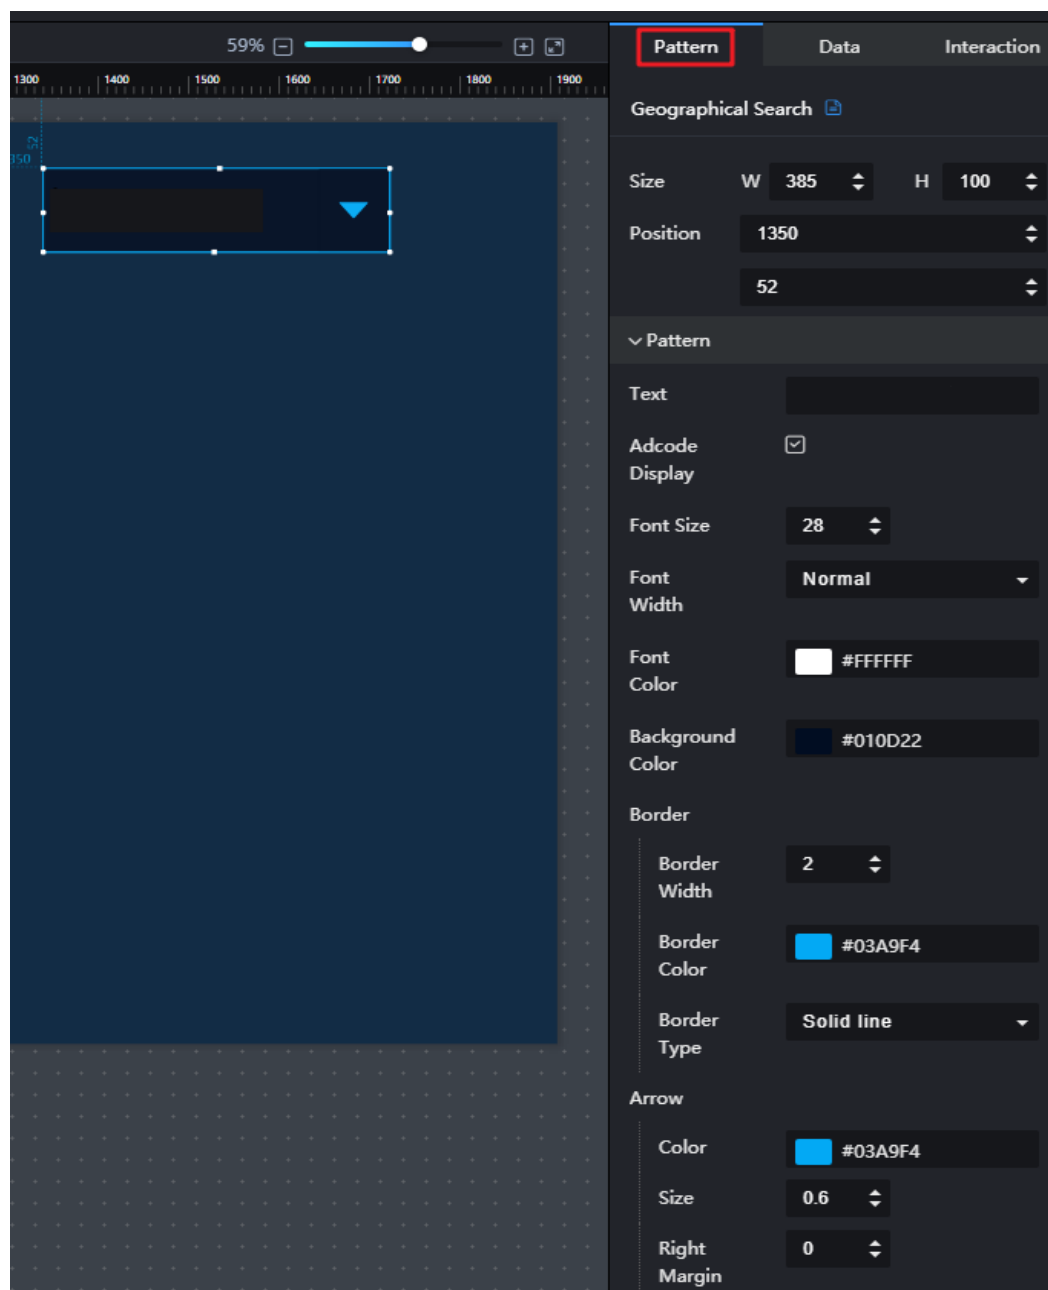 59%
Pattern Data Interaction
1300 1400 1500 1600 1700 1800 1900
Geographical Search
52
350
Size W 385 H 100
Position 1350
52
Pattern
Text
Adcode
Display
Font Size 28
Font
Width
Normal
Font
Color
#FFFFFF
Background
Color
#010D22
Border
Border
Width
2
Border
Color
#03A9F4
Border
Type
Solid line
Arrow
Color #03A9F4
Size 0.6
Right
Margin
0